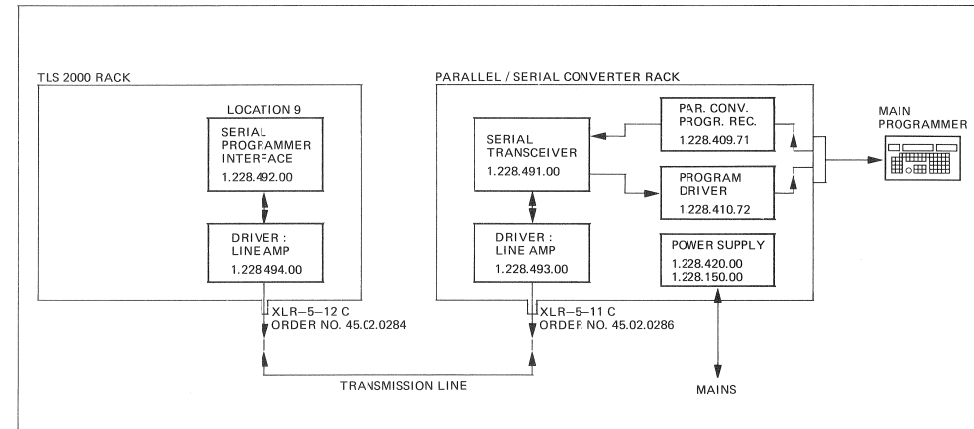 TLS 2000 RACK
LOCATION 9
SERIAL
PROGRAMMER
INTERFACE
1.228.492.00
DRIVER :
LINE AMP
1.228.494.00
XLR–5–12 C
ORDER NO. 45.02.0284
PARALLEL / SERIAL CONVERTER RACK
SERIAL
TRANSCEIVER
1.228.491.00
DRIVER :
LINE AMP
1.228.493.00
XLR–5–11 C
ORDER NO. 45.02.0286
PAR. CONV.
PROGR. REC.
1.228.409.71
PROGRAM
DRIVER
1.228.410.72
POWER SUPPLY
1.228.420.00
1.228.150.00
MAIN
PROGRAMMER
TRANSMISSION LINE
MAINS